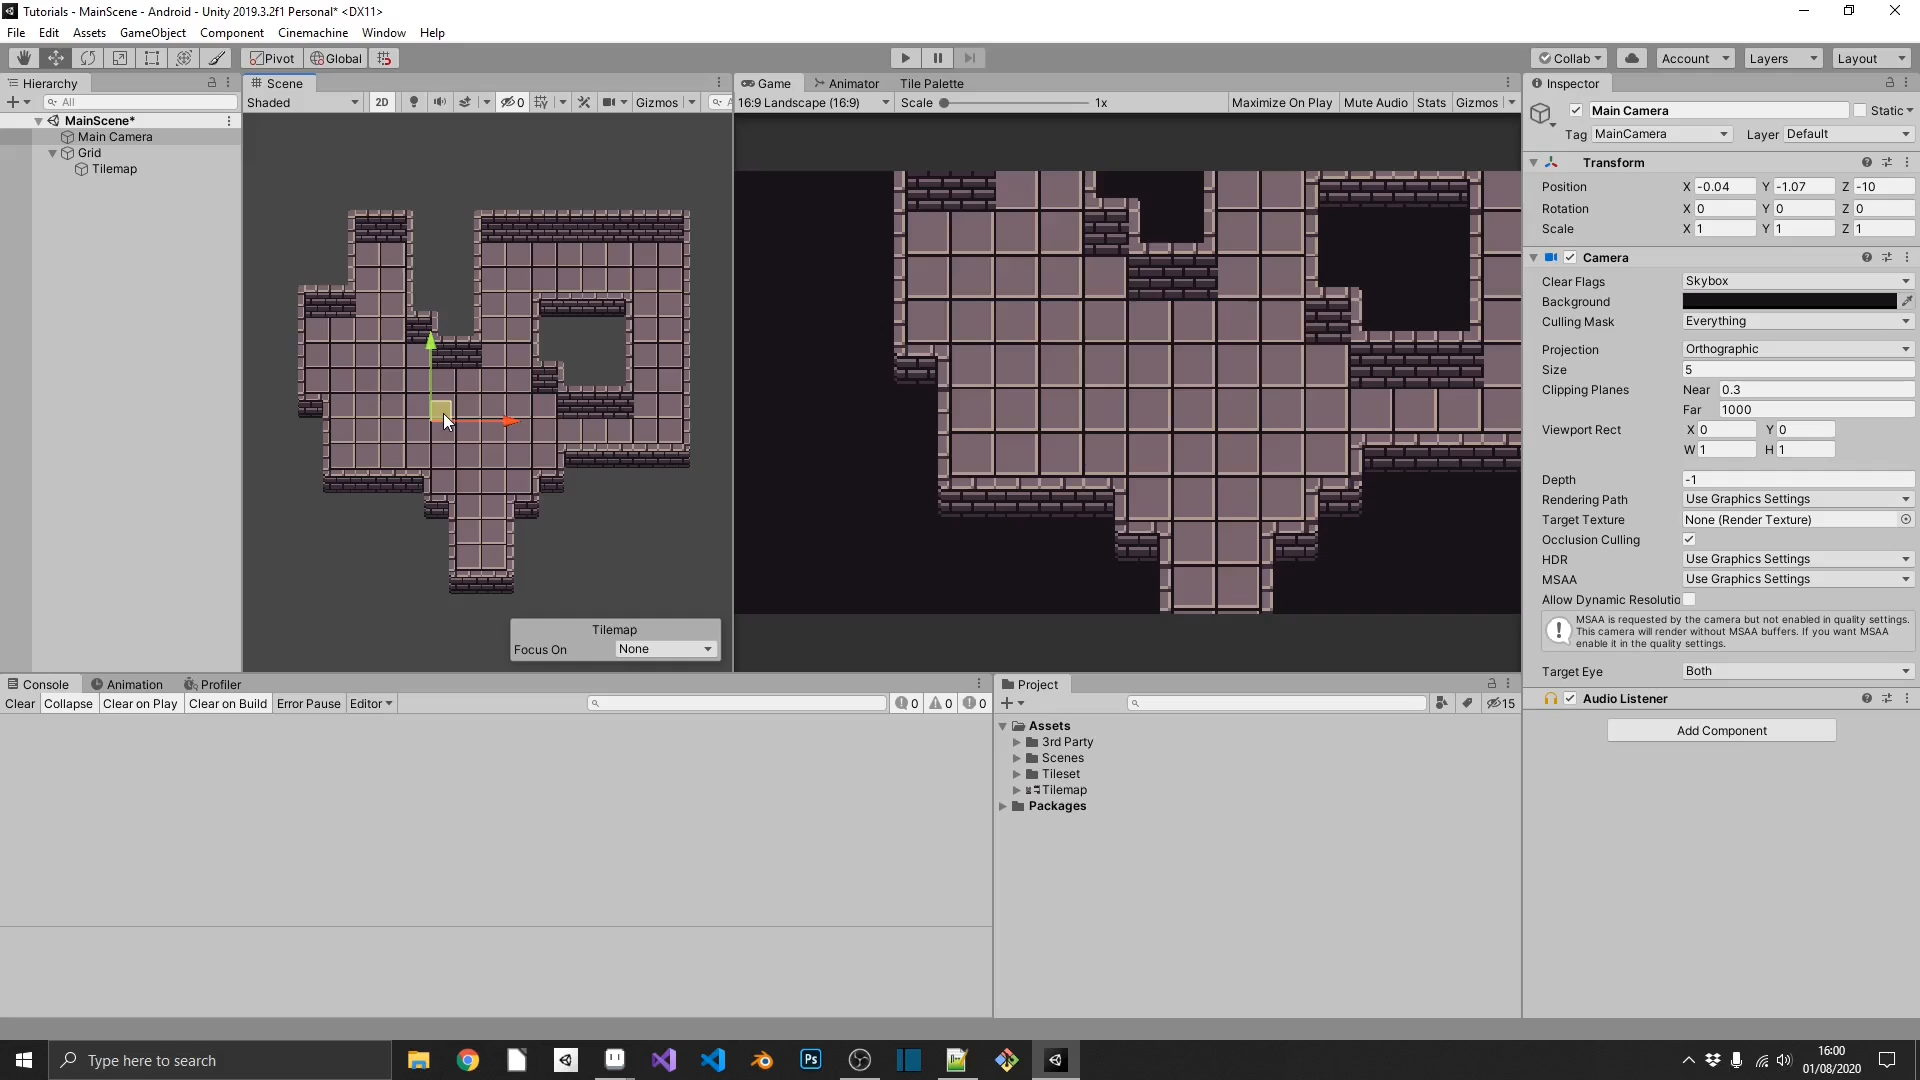 Tutorials - MainScene - Android - Unity 2019.3.2f1 Personal* <DX11>
File Edit Assets GameObject Component Cinemachine Window Help
Pivot Global Collab Account Layers Layout
Hierarchy
All
MainScene*
Main Camera
Grid
Tilemap
Scene
Shaded 2D 0 Gizmos
Tilemap
Focus On None
Game Animator Tile Palette
16:9 Landscape (16:9) Scale 1x Maximize On Play Mute Audio Stats Gizmos
Inspector
Main Camera Static
Tag MainCamera Layer Default
Transform
Position X -0.04 Y -1.07 Z -10
Rotation X 0 Y 0 Z 0
Scale X 1 Y 1 Z 1
Camera
Clear Flags Skybox
Background
Culling Mask Everything
Projection Orthographic
Size 5
Clipping Planes Near 0.3
Far 1000
Viewport Rect X 0 Y 0
W 1 H 1
Depth -1
Rendering Path Use Graphics Settings
Target Texture None (Render Texture)
Occlusion Culling
HDR Use Graphics Settings
MSAA Use Graphics Settings
Allow Dynamic Resolutio
MSAA is requested by the camera but not enabled in quality settings.
This camera will render without MSAA buffers. If you want MSAA
enable it in the quality settings.
Target Eye Both
Audio Listener
Add Component
Console Animation Profiler
Clear Collapse Clear on Play Clear on Build Error Pause Editor 0 0 0
Project
15
Assets
3rd Party
Scenes
Tileset
Tilemap
Packages
Type here to search
Ps
16:00
01/08/2020